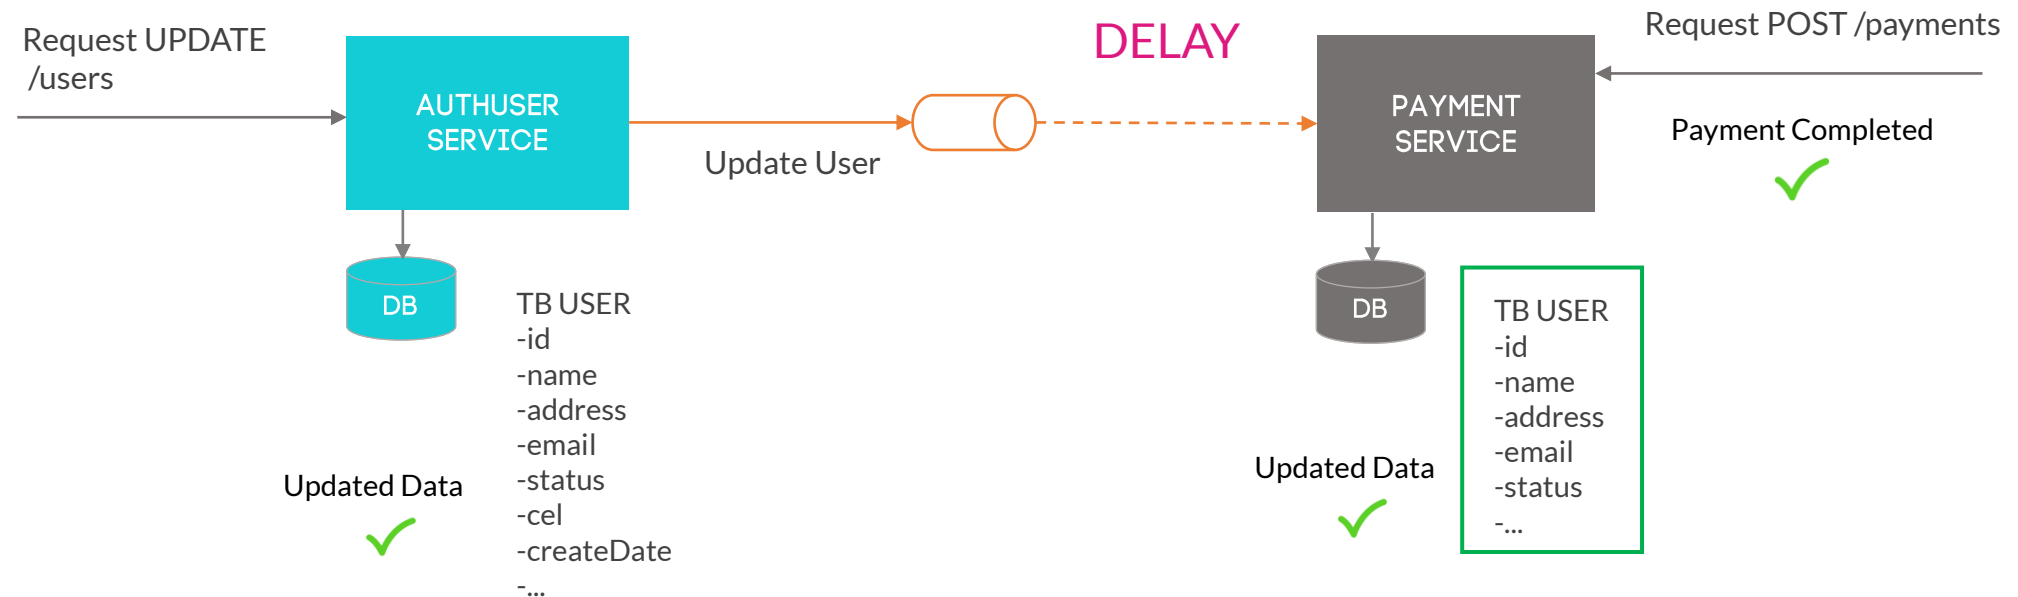 Request UPDATE
/users
AUTHUSER
SERVICE
Update User
DELAY
PAYMENT
SERVICE
Request POST /payments
Payment Completed
DB
TB USER
-id
-name
-address
-email
-status
-cel
-createDate
-...
Updated Data
DB
TB USER
-id
-name
-address
-email
-status
-...
Updated Data